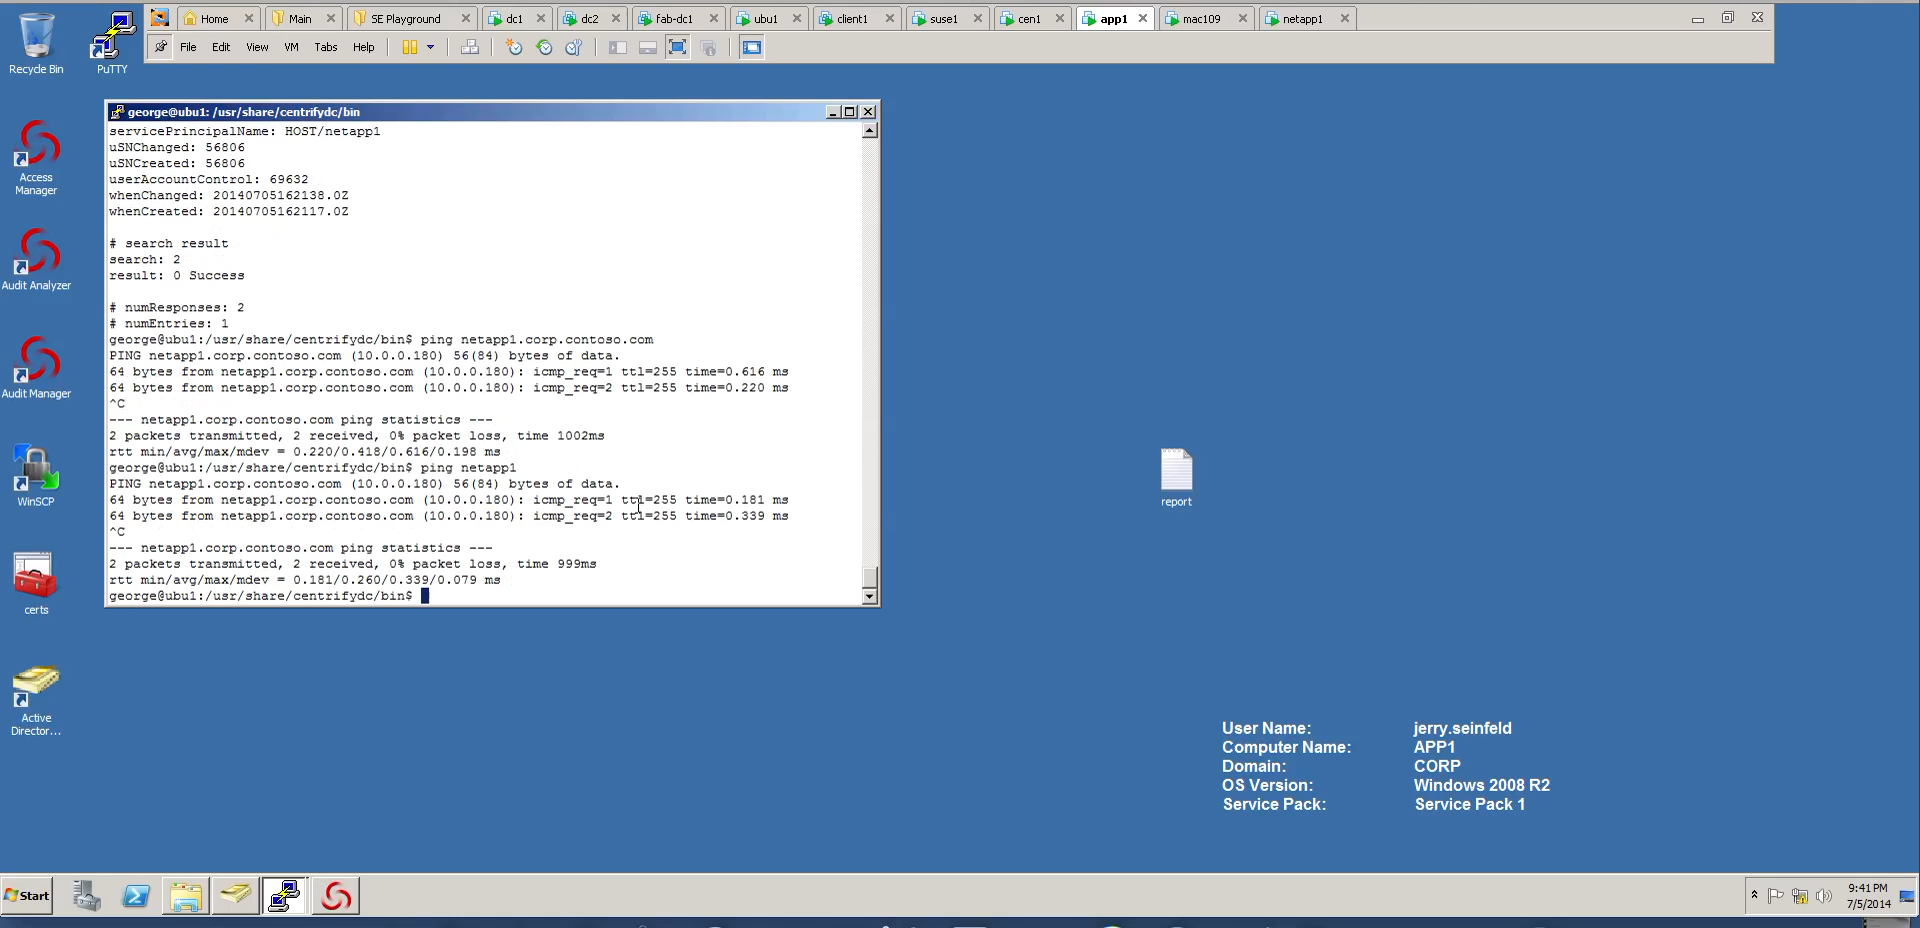 Home
Main
SE Playground
dc1
dc2
fab-dc1
ubu1
client1
suse1
cen1
app1
mac109
netapp1
File Edit View VM Tabs Help
Recycle Bin
PuTTY
Access
Manager
Audit Analyzer
Audit Manager
WinSCP
certs
Active
Director...
george@ubu1: /usr/share/centrifydc/bin
servicePrincipalName: HOST/netapp1
uSNChanged: 56806
uSNCreated: 56806
userAccountControl: 69632
whenChanged: 20140705162138.0Z
whenCreated: 20140705162117.0Z
# search result
search: 2
result: 0 Success
# numResponses: 2
# numEntries: 1
george@ubu1:/usr/share/centrifydc/bin$ ping netapp1.corp.contoso.com
PING netapp1.corp.contoso.com (10.0.0.180) 56(84) bytes of data.
64 bytes from netapp1.corp.contoso.com (10.0.0.180): icmp_req=1 ttl=255 time=0.616 ms
64 bytes from netapp1.corp.contoso.com (10.0.0.180): icmp_req=2 ttl=255 time=0.220 ms
^C
--- netapp1.corp.contoso.com ping statistics ---
2 packets transmitted, 2 received, 0% packet loss, time 1002ms
rtt min/avg/max/mdev = 0.220/0.418/0.616/0.198 ms
george@ubu1:/usr/share/centrifydc/bin$ ping netapp1
PING netapp1.corp.contoso.com (10.0.0.180) 56(84) bytes of data.
64 bytes from netapp1.corp.contoso.com (10.0.0.180): icmp_req=1 ttl=255 time=0.181 ms
64 bytes from netapp1.corp.contoso.com (10.0.0.180): icmp_req=2 ttl=255 time=0.339 ms
^C
--- netapp1.corp.contoso.com ping statistics ---
2 packets transmitted, 2 received, 0% packet loss, time 999ms
rtt min/avg/max/mdev = 0.181/0.260/0.339/0.079 ms
george@ubu1:/usr/share/centrifydc/bin$
report
User Name: jerry.seinfeld
Computer Name: APP1
Domain: CORP
OS Version: Windows 2008 R2
Service Pack: Service Pack 1
Start
9:41 PM
7/5/2014